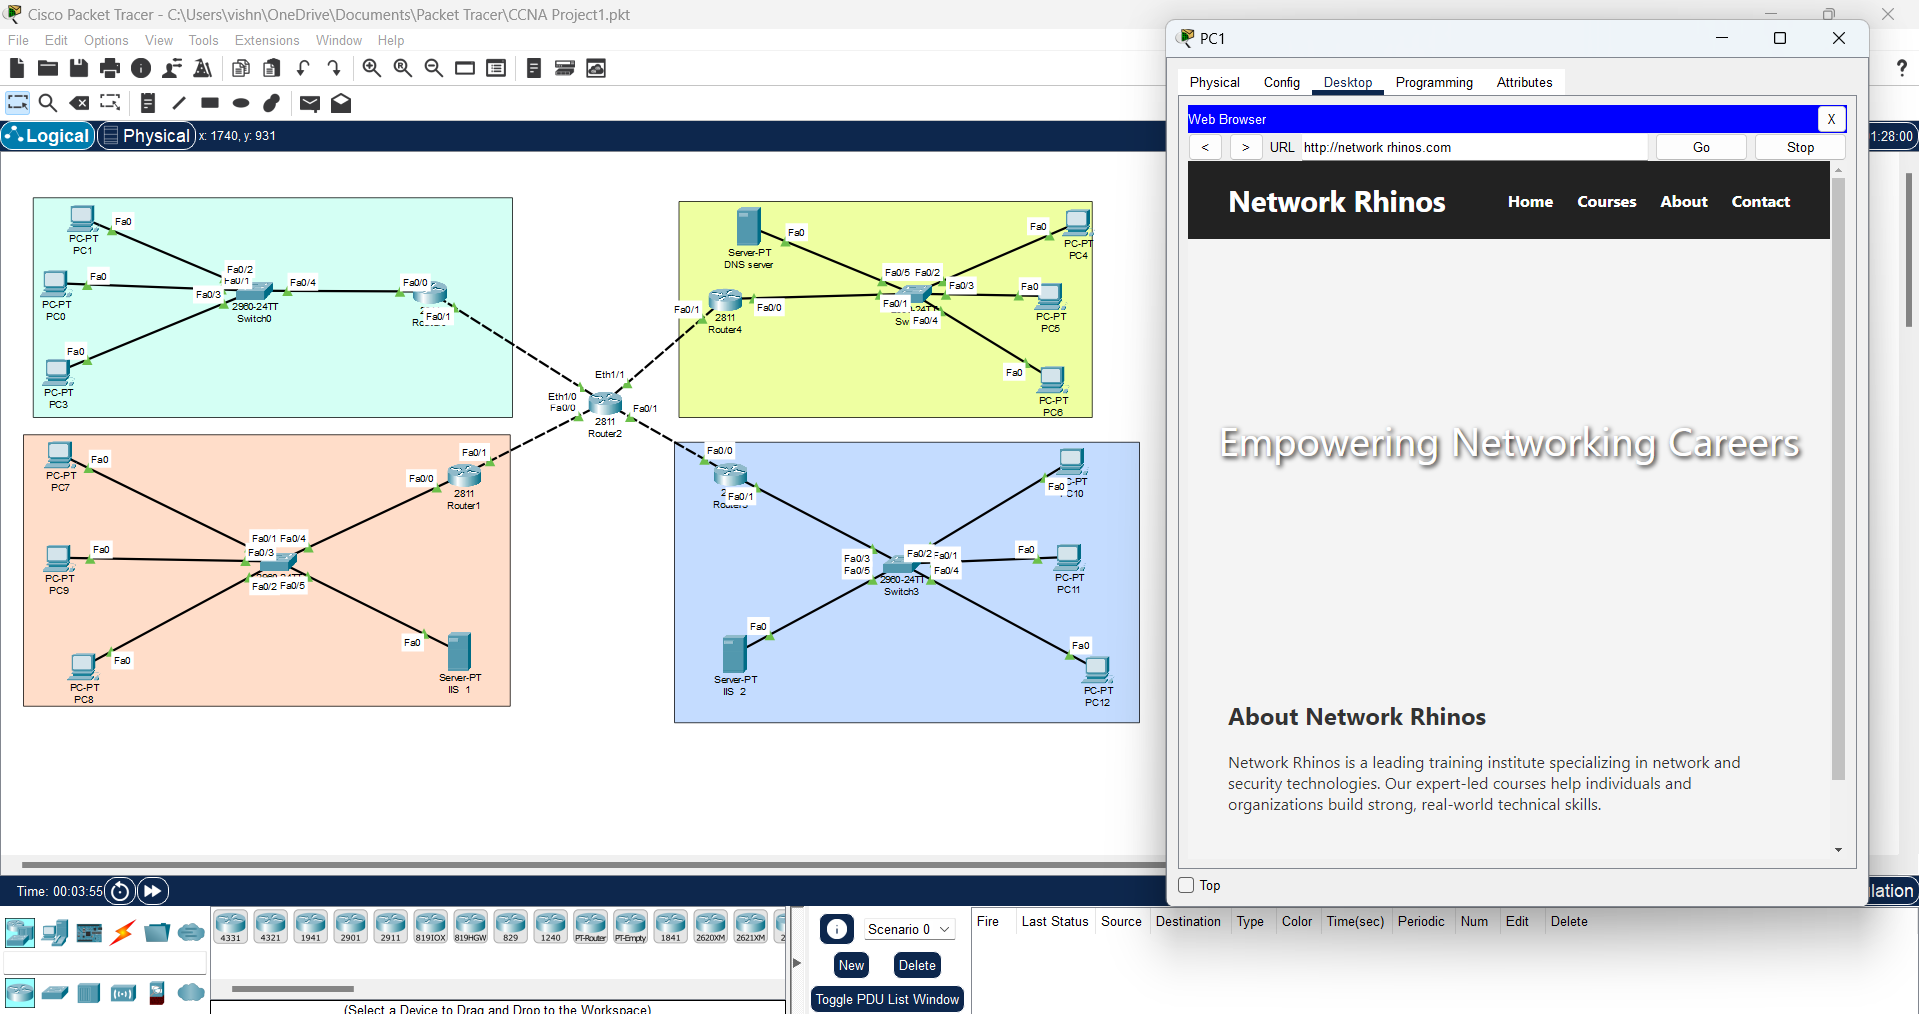 Cisco Packet Tracer - C:\Users\vishn\OneDrive\Documents\Packet Tracer\CCNA Project1.pkt
File Edit Options View Tools Extensions Window Help
Logical Physical x: 1740, y: 931
1:28:00
Fa0
PC-PT
PC1
Fa0
PC-PT
PC0
Fa0
PC-PT
PC3
Fa0/2
Fa0/1
Fa0/3
Fa0/4
2960-24TT
Switch0
Fa0/0
Fa0/1
Server-PT
DNS server
Fa0
Fa0
PC-PT
PC4
Fa0/5 Fa0/2
Fa0/3
Fa0/1
Fa0/4
Fa0
PC-PT
PC5
Fa0
PC-PT
PC6
Fa0/1
Fa0/0
2811
Router4
Eth1/1
Eth1/0
Fa0/0
Fa0/1
2811
Router2
Fa0
PC-PT
PC7
Fa0
PC-PT
PC9
Fa0
PC-PT
PC8
Fa0/1 Fa0/4
Fa0/3
Fa0/2 Fa0/5
Fa0/1
Fa0/0
2811
Router1
Fa0
Server-PT
IIS 1
Fa0/0
Fa0/1
Fa0/3
Fa0/5
Fa0/2 Fa0/1
Fa0/4
2960-24TT
Switch3
Fa0
Server-PT
IIS 2
Fa0
Fa0
PC-PT
PC11
Fa0
PC-PT
PC12
PC1
Physical Config Desktop Programming Attributes
Web Browser X
< > URL http://network rhinos.com Go Stop
Network Rhinos Home Courses About Contact
Empowering Networking Careers
About Network Rhinos
Network Rhinos is a leading training institute specializing in network and
security technologies. Our expert-led courses help individuals and
organizations build strong, real-world technical skills.
Top
Time: 00:03:55
lation
4331 4321 1941 2901 2911 819IOX 819HGW 829 1240 PT-Router PT-Empty 1841 2620XM 2621XM
(Select a Device to Drag and Drop to the Workspace)
Scenario 0
New Delete
Toggle PDU List Window
Fire Last Status Source Destination Type Color Time(sec) Periodic Num Edit Delete